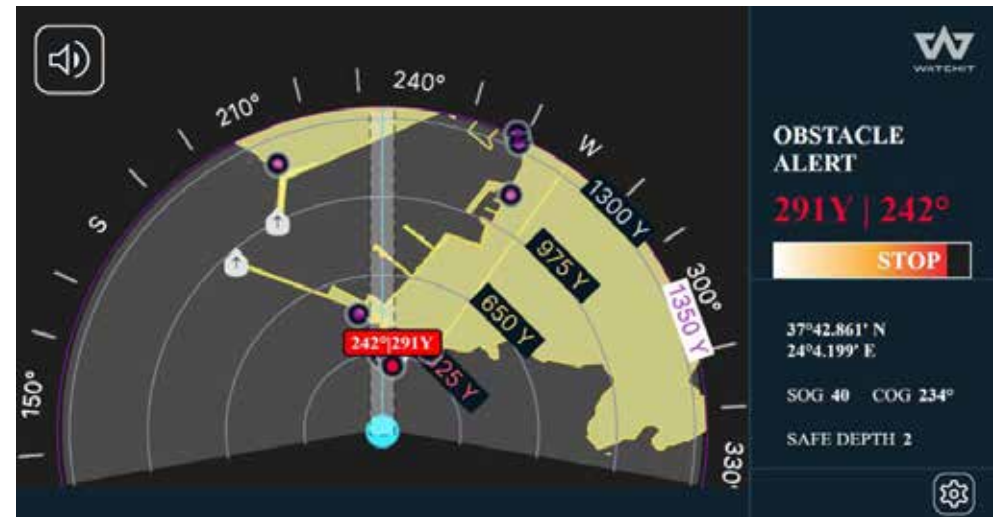 210°
240°
W
S
1300 Y
975 Y
300°
1350 Y
650 Y
242°|291Y
25 Y
150°
330°
WATCHIT
OBSTACLE
ALERT
291Y | 242°
STOP
37°42.861' N
24°4.199' E
SOG 40 COG 234°
SAFE DEPTH 2